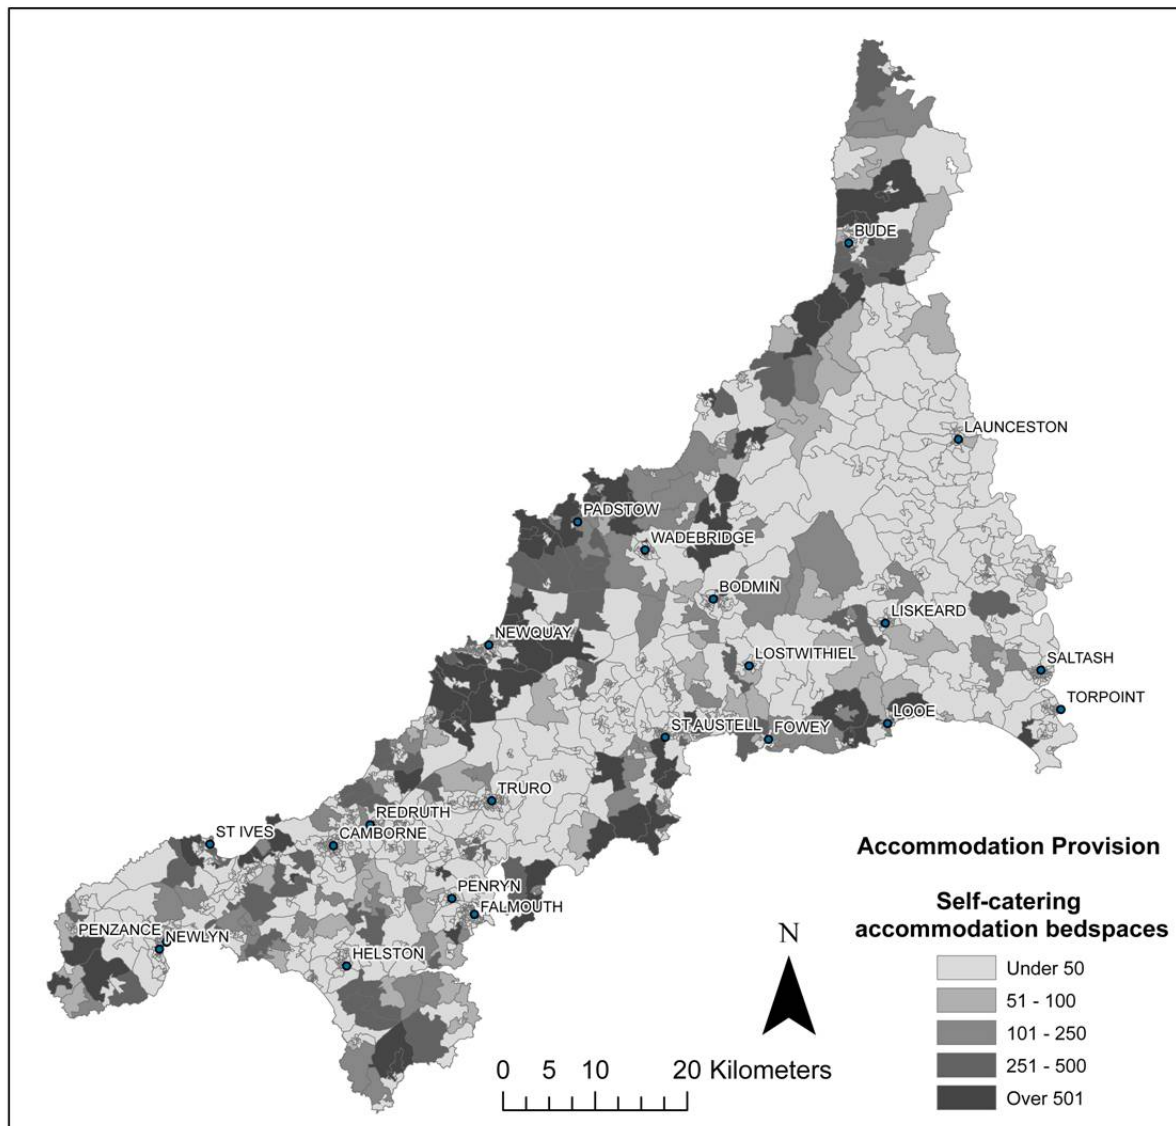 BUDE
LAUNCESTON
PADSTOW
WADEBRIDGE
BODMIN
LISKEARD
NEWQUAY
LOSTWITHIEL
SALTASH
TORPOINT
LOOE
ST AUSTELL
FOWEY
TRURO
REDRUTH
ST IVES
CAMBORNE
PENRYN
FALMOUTH
PENZANCE
NEWLYN
HELSTON
Accommodation Provision
Self-catering
accommodation bedspaces
Under 50
51 - 100
101 - 250
251 - 500
Over 501
N
0 5 10 20 Kilometers